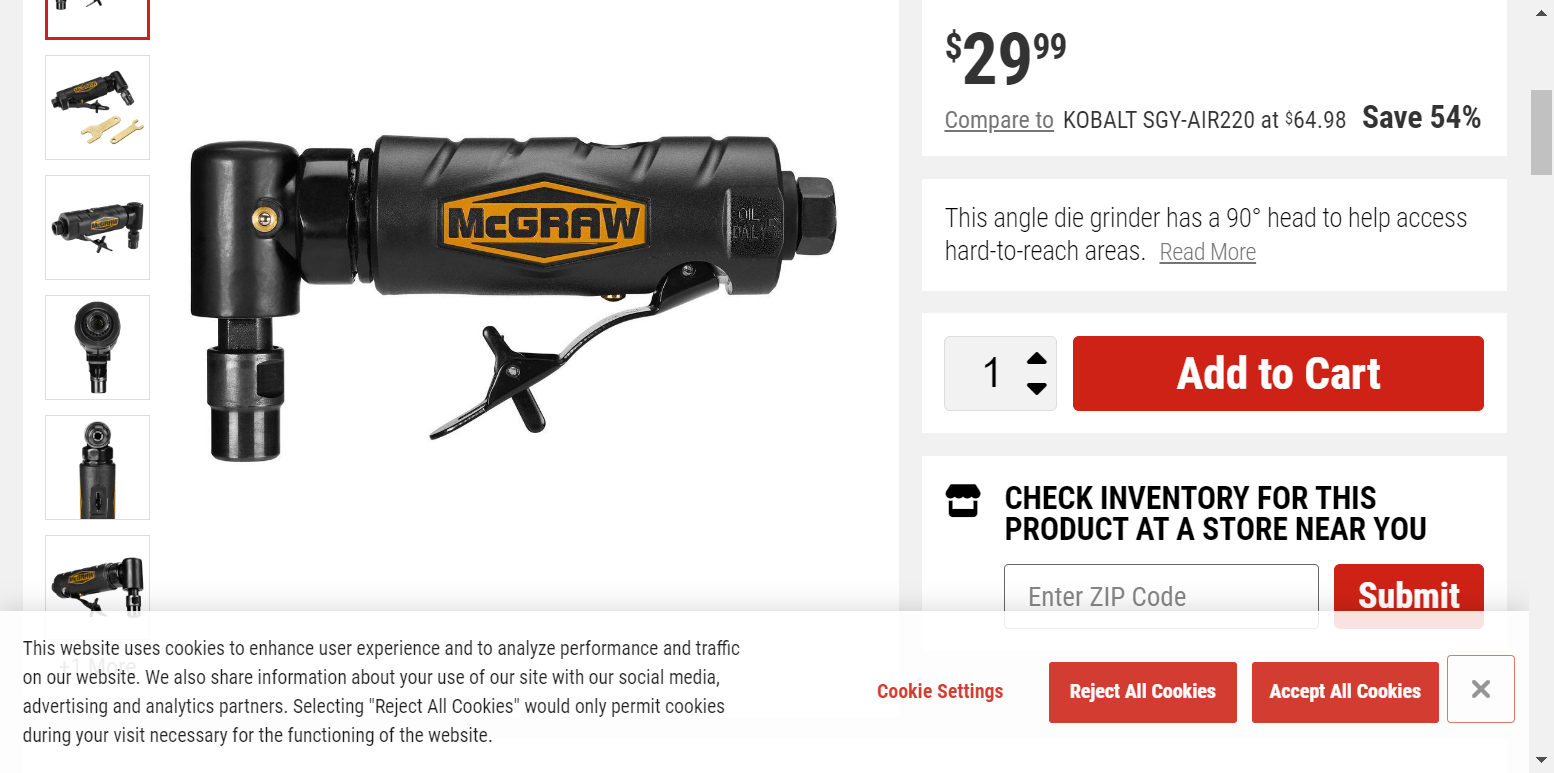 $29.99
Compare to KOBALT SGY-AIR220 at $64.98 Save 54%
This angle die grinder has a 90° head to help access
hard-to-reach areas. Read More
McGRAW
OIL
DAILY
1
Add to Cart
CHECK INVENTORY FOR THIS
PRODUCT AT A STORE NEAR YOU
Enter ZIP Code
Submit
+1 More
This website uses cookies to enhance user experience and to analyze performance and traffic
on our website. We also share information about your use of our site with our social media,
advertising and analytics partners. Selecting "Reject All Cookies" would only permit cookies
during your visit necessary for the functioning of the website.
Cookie Settings
Reject All Cookies
Accept All Cookies